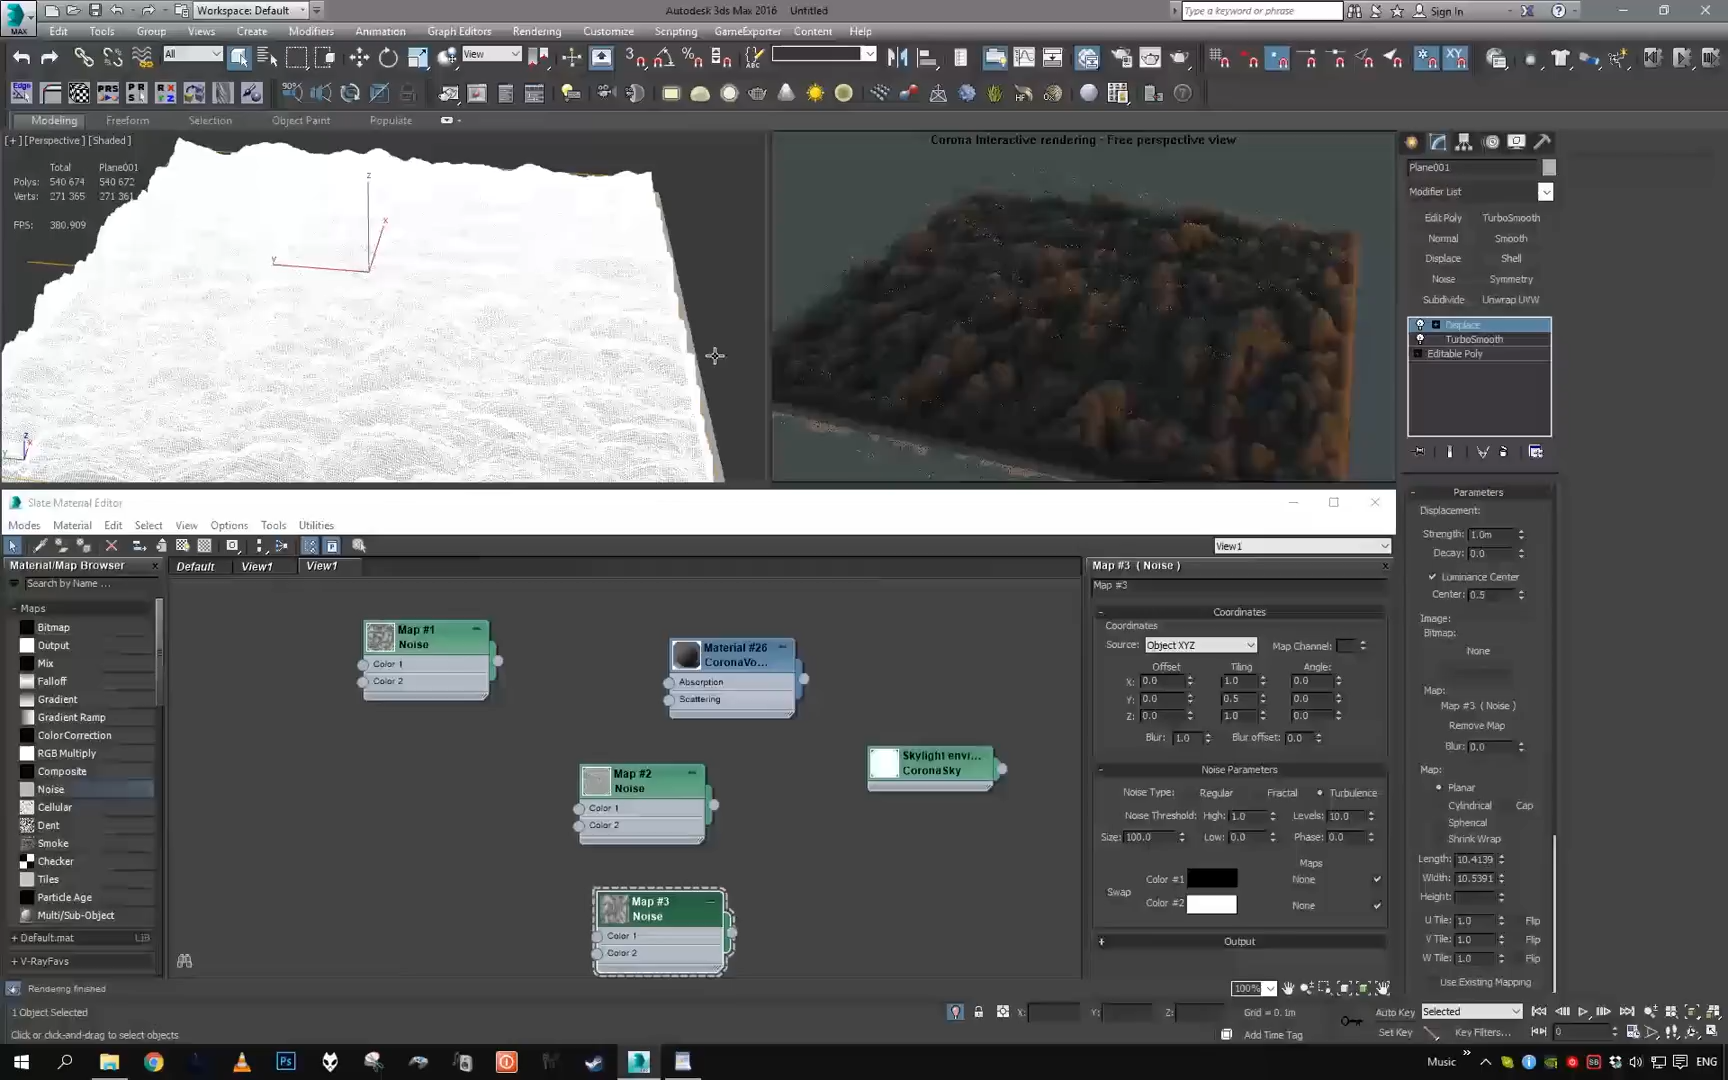 Workspace: Default
Autodesk 3ds Max 2016
Untitled
Type a keyword or phrase
Sign In
MAX
Edit
Tools
Group
Views
Create
Modifiers
Animation
Graph Editors
Rendering
Customize
Scripting
GameExporter
Content
Help
All
View
Modeling
Freeform
Selection
Object Paint
Populate
[+] [Perspective] [Shaded]
Total Plane001
Polys: 540 674 540 672
Verts: 271 365 271 361
FPS: 380.909
z
x
y
Corona Interactive rendering - Free perspective view
Plane001
Modifier List
Edit Poly TurboSmooth
Normal Smooth
Displace Shell
Noise Symmetry
Subdivide Unwrap UVW
Displace
TurboSmooth
Editable Poly
Parameters
Displacement:
Strength: 1.0m
Decay: 0.0
Luminance Center
Center: 0.5
Image:
Bitmap:
None
Map:
Map #3 ( Noise )
Remove Map
Blur: 0.0
Map:
Planar
Cylindrical Cap
Spherical
Shrink Wrap
Length: 10.4139
Width: 10.5391
Height:
U Tile: 1.0 Flip
V Tile: 1.0 Flip
W Tile: 1.0 Flip
Use Existing Mapping
Slate Material Editor
Modes
Material
Edit
Select
View
Options
Tools
Utilities
View1
Material/Map Browser
Search by Name ...
- Maps
Bitmap
Output
Mix
Falloff
Gradient
Gradient Ramp
Color Correction
RGB Multiply
Composite
Noise
Cellular
Dent
Smoke
Checker
Tiles
Particle Age
Multi/Sub-Object
+ Default.mat LIB
+ V-RayFavs
Default
View1
View1
Map #1
Noise
Color 1
Color 2
Material #26
CoronaVo...
Absorption
Scattering
Map #2
Noise
Color 1
Color 2
Skylight envi...
CoronaSky
Map #3
Noise
Color 1
Color 2
Map #3 ( Noise )
Map #3
Coordinates
Coordinates
Source: Object XYZ Map Channel:
Offset Tiling Angle:
X: 0.0 1.0 0.0
Y: 0.0 0.5 0.0
Z: 0.0 1.0 0.0
Blur: 1.0 Blur offset: 0.0
Noise Parameters
Noise Type: Regular Fractal Turbulence
Noise Threshold: High: 1.0 Levels: 10.0
Size: 100.0 Low: 0.0 Phase: 0.0
Maps
Color #1 None
Swap
Color #2 None
Output
Rendering finished
100%
1 Object Selected
Click or click-and-drag to select objects
X:
Y:
Z:
Grid = 0.1m
Add Time Tag
Auto Key Selected
Set Key Key Filters...
0
Music
ENG